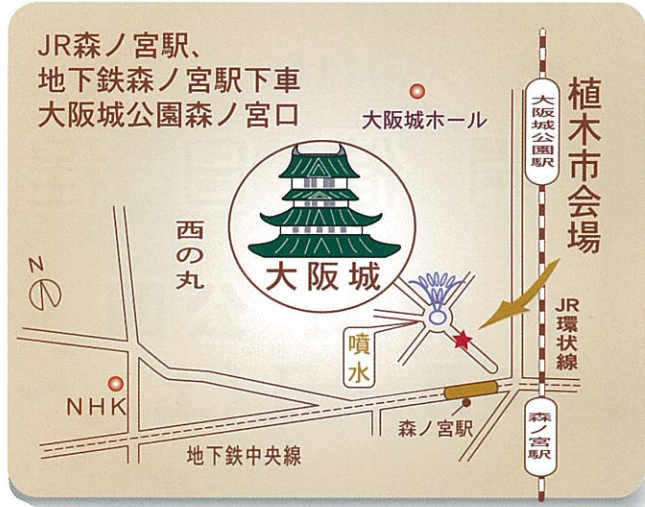 JR森ノ宮駅、
地下鉄森ノ宮駅下車
大阪城公園森ノ宮口
大阪城ホール
大阪城公園駅
植木市会場
西の丸
大阪城
N
噴水
JR環状線
NHK
森ノ宮駅
森ノ宮駅
地下鉄中央線